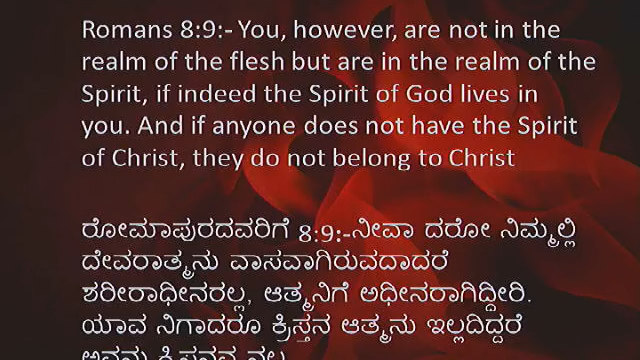 Romans 8:9:- You, however, are not in the
realm of the flesh but are in the realm of the
Spirit, if indeed the Spirit of God lives in
you. And if anyone does not have the Spirit
of Christ, they do not belong to Christ
ರೋಮಾಪುರದವರಿಗೆ 8:9:-ನೀವಾ ದರೋ ನಿಮ್ಮಲ್ಲಿ
ದೇವರಾತ್ಮನು ವಾಸವಾಗಿರುವದಾದರೆ
ಶರೀರಾಧೀನರಲ್ಲ, ಆತ್ಮನಿಗೆ ಅಧೀನರಾಗಿದ್ದೀರಿ.
ಯಾವ ನಿಗಾದರೂ ಕ್ರಿಸ್ತನ ಆತ್ಮನು ಇಲ್ಲದಿದ್ದರೆ